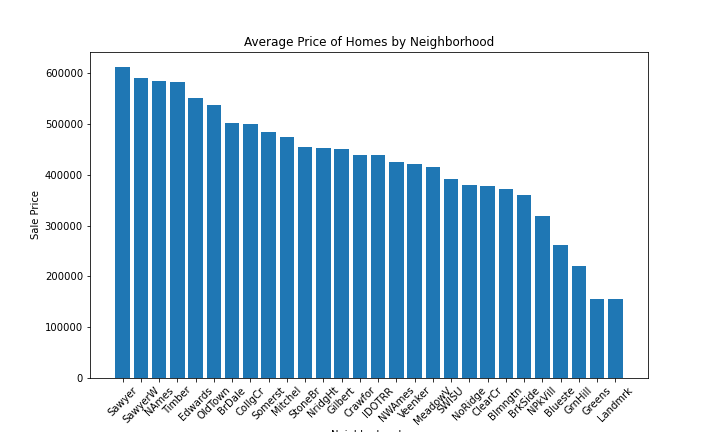 Average Price of Homes by Neighborhood
Sale Price
600000
500000
400000
300000
200000
100000
0
Sawyer
SawyerW
NAmes
Timber
Edwards
OldTown
BrDale
CollgCr
Somerst
Mitchel
StoneBr
NridgHt
Gilbert
Crawfor
IDOTRR
NWAmes
Veenker
MeadowV
SWISU
NoRidge
ClearCr
Blmngtn
BrkSide
NPKVill
Blueste
GrnHill
Greens
Landmrk